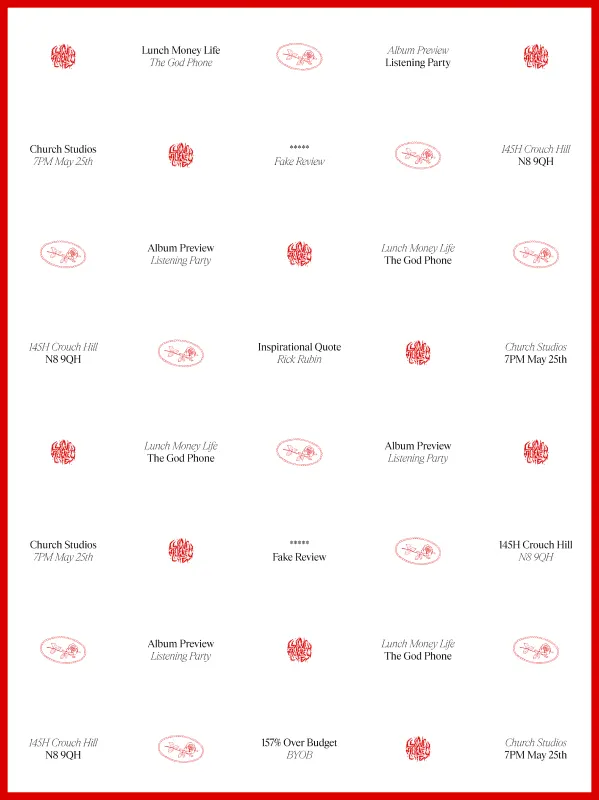 Lunch Money Life
The God Phone
Album Preview
Listening Party
Church Studios
7PM May 25th
*****
Fake Review
145H Crouch Hill
N8 9QH
Album Preview
Listening Party
Lunch Money Life
The God Phone
145H Crouch Hill
N8 9QH
Inspirational Quote
Rick Rubin
Church Studios
7PM May 25th
Lunch Money Life
The God Phone
Album Preview
Listening Party
Church Studios
7PM May 25th
*****
Fake Review
145H Crouch Hill
N8 9QH
Album Preview
Listening Party
Lunch Money Life
The God Phone
145H Crouch Hill
N8 9QH
157% Over Budget
BYOB
Church Studios
7PM May 25th